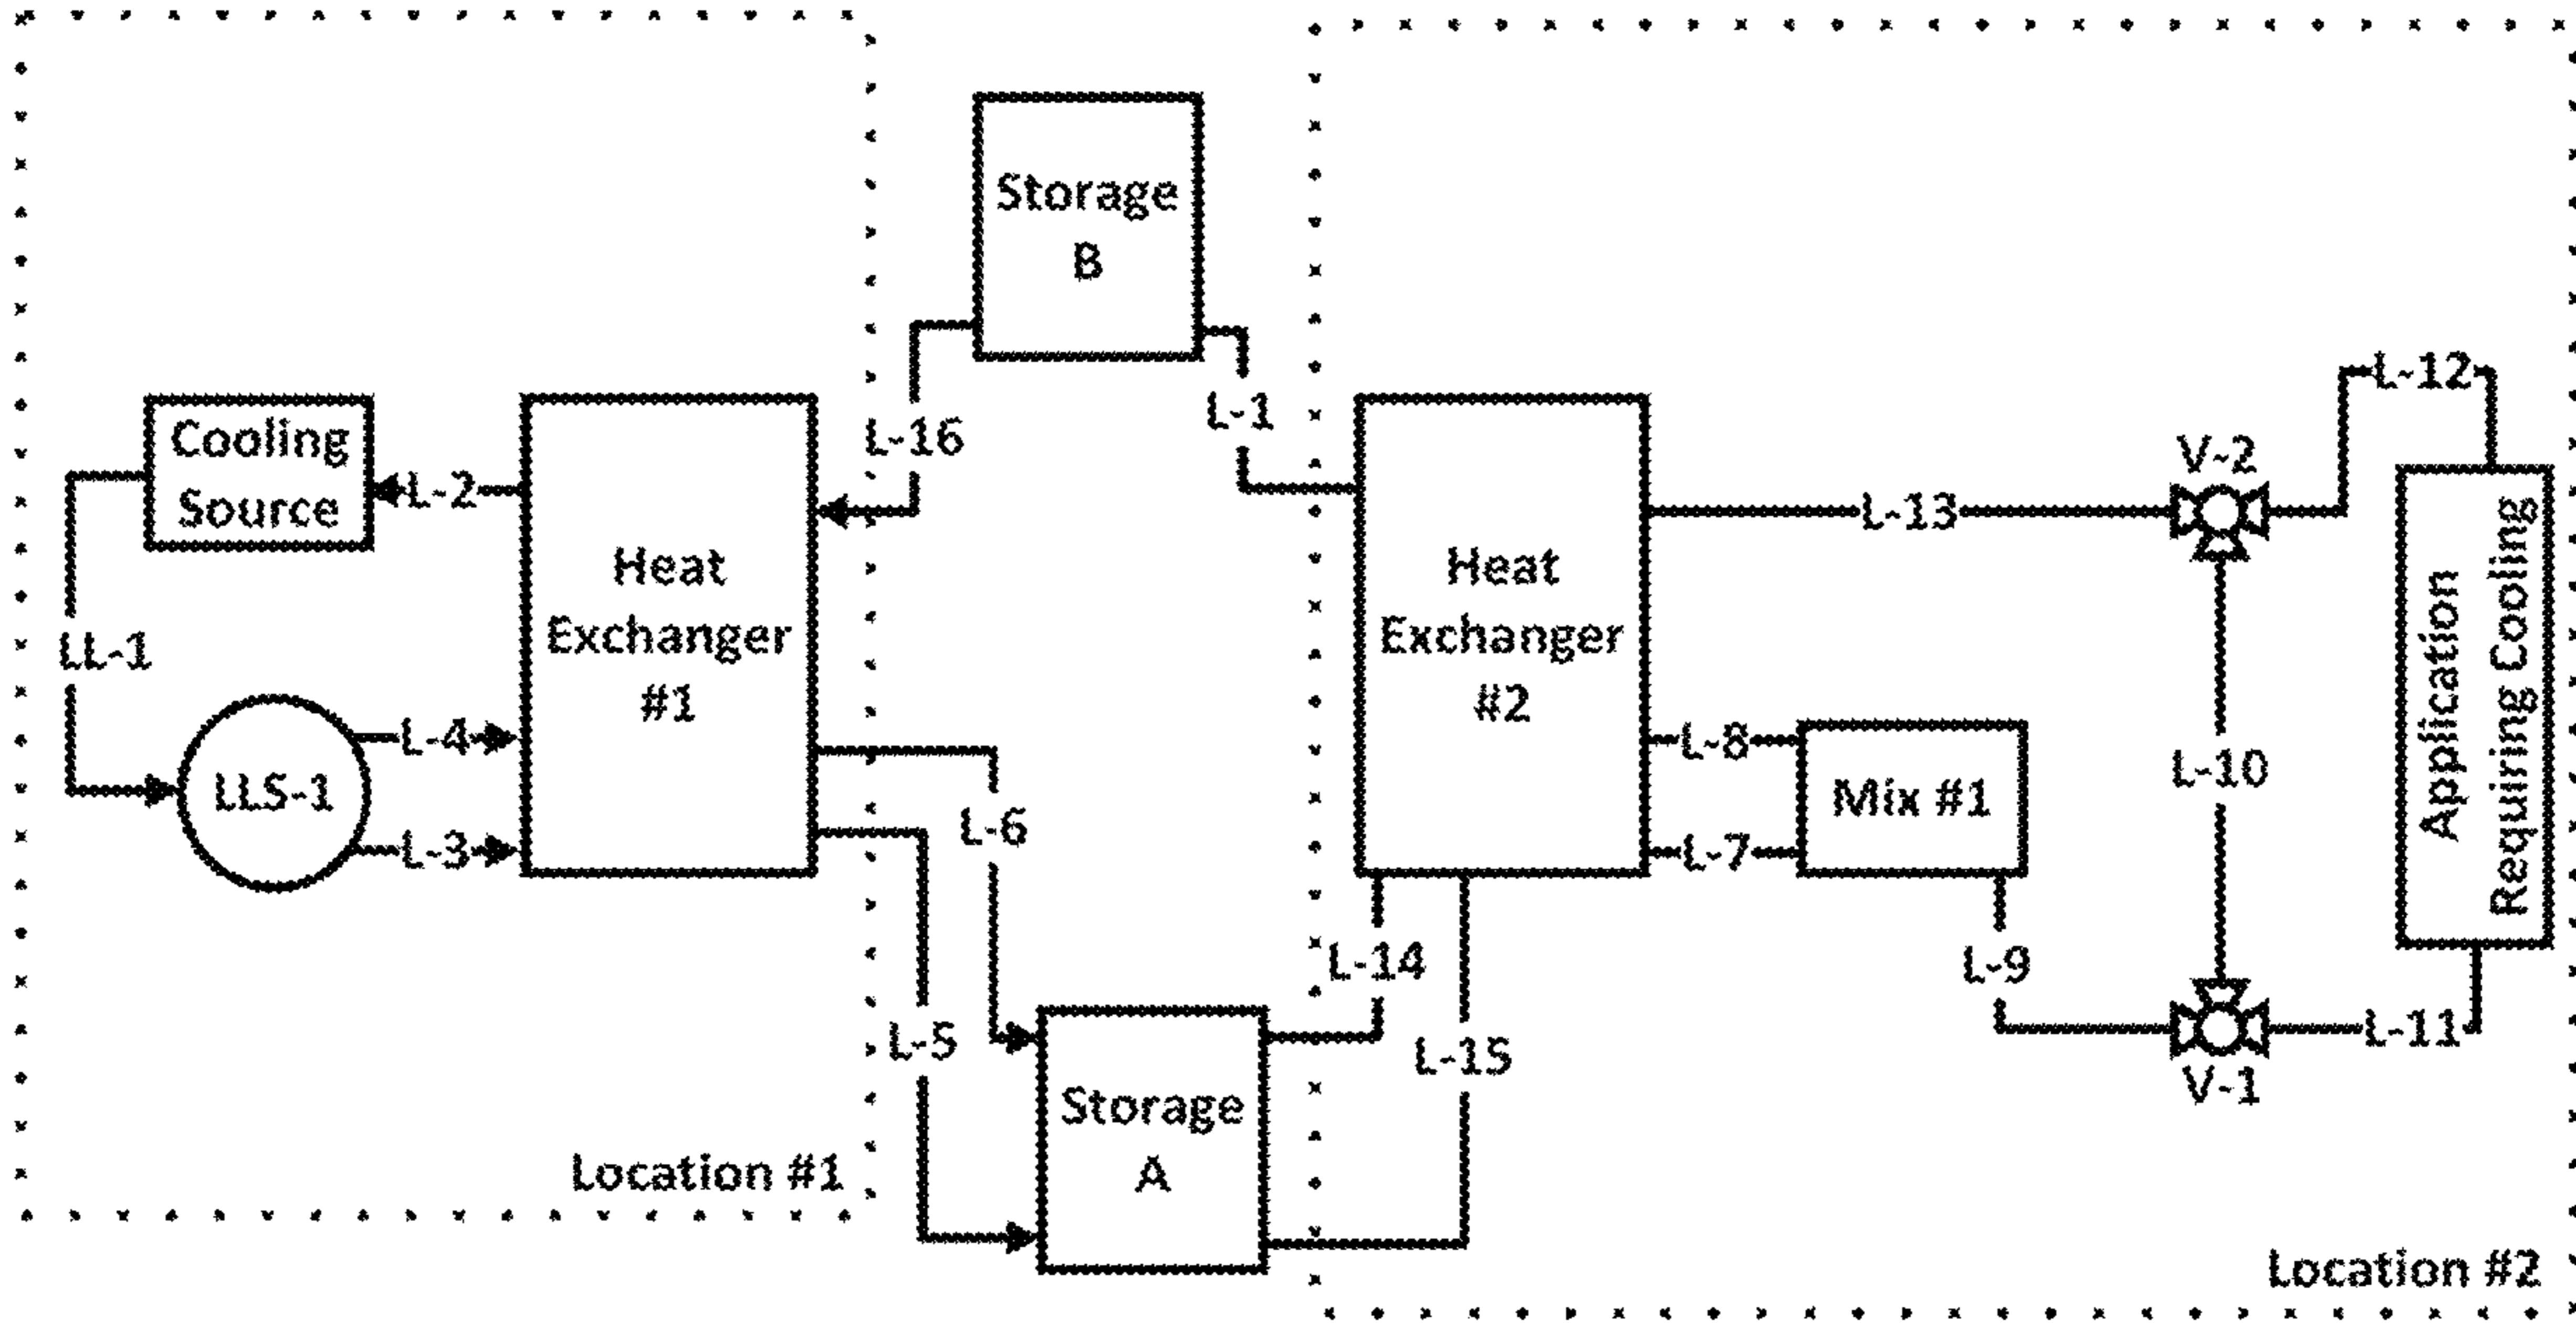 Storage
B
L-12
L-16
L-1
Cooling
Source
L-2
V-2
L-13
Heat
Exchanger
#1
Heat
Exchanger
#2
Application
Requiring Cooling
LL-1
L-4
LLS-1
L-3
L-6
L-8
Mix #1
L-7
L-10
L-14
L-9
L-5
L-15
L-11
V-1
Storage
A
Location #1
Location #2